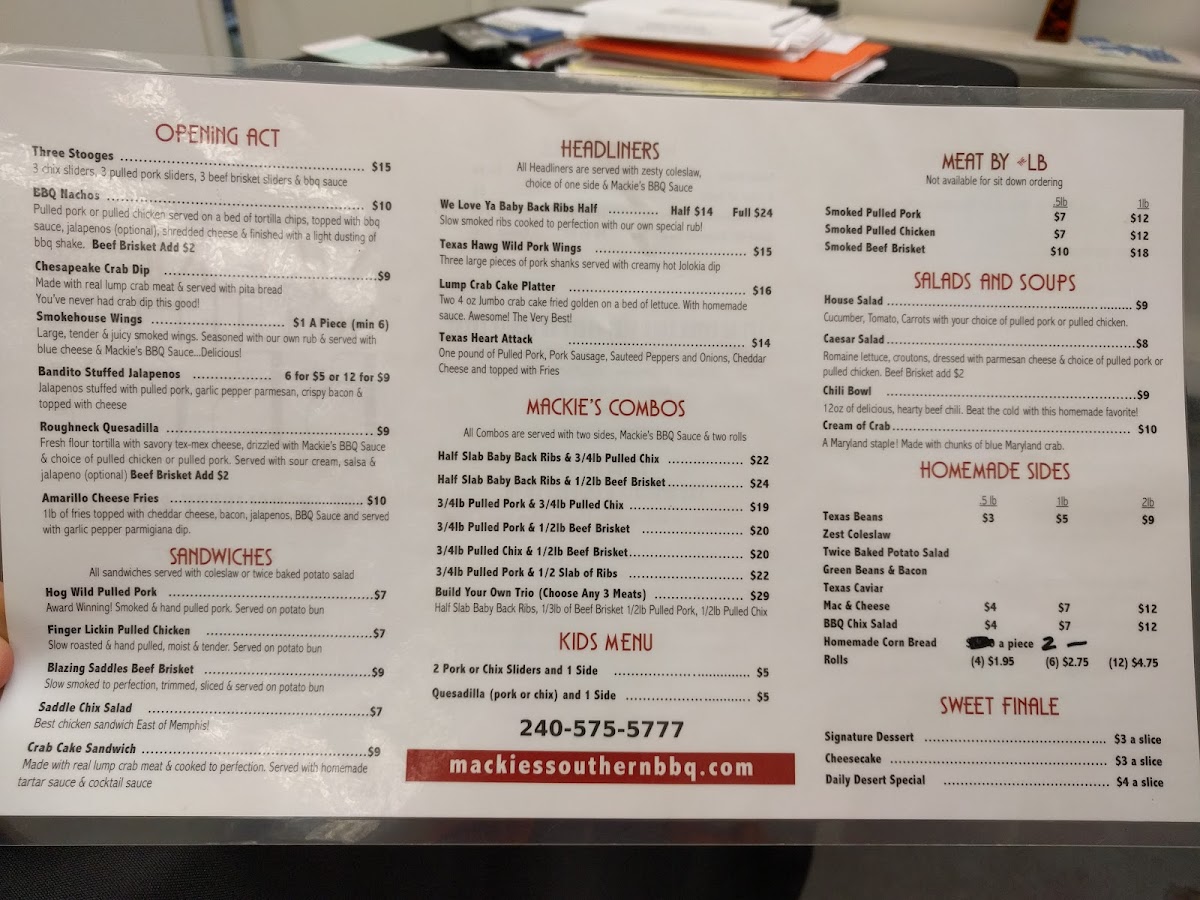 OPENING ACT
Three Stooges ........ $15
3 chix sliders, 3 pulled pork sliders, 3 beef brisket sliders & bbq sauce
BBQ Nachos ........ $10
Pulled pork or pulled chicken served on a bed of tortilla chips, topped with bbq
sauce, jalapenos (optional), shredded cheese & finished with a light dusting of
bbq shake. Beef Brisket Add $2
Chesapeake Crab Dip ........ $9
Made with real lump crab meat & served with pita bread
You've never had crab dip this good!
Smokehouse Wings ........ $1 A Piece (min 6)
Large, tender & juicy smoked wings. Seasoned with our own rub & served with
blue cheese & Mackie's BBQ Sauce...Delicious!
Bandito Stuffed Jalapenos ........ 6 for $5 or 12 for $9
Jalapenos stuffed with pulled pork, garlic pepper parmesan, crispy bacon &
topped with cheese
Roughneck Quesadilla ........ $9
Fresh flour tortilla with savory tex-mex cheese, drizzled with Mackie's BBQ Sauce
& choice of pulled chicken or pulled pork. Served with sour cream, salsa &
jalapeno (optional) Beef Brisket Add $2
Amarillo Cheese Fries ........ $10
1lb of fries topped with cheddar cheese, bacon, jalapenos, BBQ Sauce and served
with garlic pepper parmigiana dip.
SANDWICHES
All sandwiches served with coleslaw or twice baked potato salad
Hog Wild Pulled Pork ........ $7
Award Winning! Smoked & hand pulled pork. Served on potato bun
Finger Lickin Pulled Chicken ........ $7
Slow roasted & hand pulled, moist & tender. Served on potato bun
Blazing Saddles Beef Brisket ........ $9
Slow smoked to perfection, trimmed, sliced & served on potato bun
Saddle Chix Salad ........ $7
Best chicken sandwich East of Memphis!
Crab Cake Sandwich ........ $9
Made with real lump crab meat & cooked to perfection. Served with homemade
tartar sauce & cocktail sauce
HEADLINERS
All Headliners are served with zesty coleslaw,
choice of one side & Mackie's BBQ Sauce
We Love Ya Baby Back Ribs Half ........ Half $14 Full $24
Slow smoked ribs cooked to perfection with our own special rub!
Texas Hawg Wild Pork Wings ........ $15
Three large pieces of pork shanks served with creamy hot Jolokia dip
Lump Crab Cake Platter ........ $16
Two 4 oz Jumbo crab cake fried golden on a bed of lettuce. With homemade
sauce. Awesome! The Very Best!
Texas Heart Attack ........ $14
One pound of Pulled Pork, Pork Sausage, Sauteed Peppers and Onions, Cheddar
Cheese and topped with Fries
MACKIE'S COMBOS
All Combos are served with two sides, Mackie's BBQ Sauce & two rolls
Half Slab Baby Back Ribs & 3/4lb Pulled Chix ........ $22
Half Slab Baby Back Ribs & 1/2lb Beef Brisket ........ $24
3/4lb Pulled Pork & 3/4lb Pulled Chix ........ $19
3/4lb Pulled Pork & 1/2lb Beef Brisket ........ $20
3/4lb Pulled Chix & 1/2lb Beef Brisket ........ $20
3/4lb Pulled Pork & 1/2 Slab of Ribs ........ $22
Build Your Own Trio (Choose Any 3 Meats) ........ $29
Half Slab Baby Back Ribs, 1/3lb of Beef Brisket 1/2lb Pulled Pork, 1/2lb Pulled Chix
KIDS MENU
2 Pork or Chix Sliders and 1 Side ........ $5
Quesadilla (pork or chix) and 1 Side ........ $5
240-575-5777
mackiessouthernbbq.com
MEAT BY LB
Not available for sit down ordering
.5lb 1lb
Smoked Pulled Pork $7 $12
Smoked Pulled Chicken $7 $12
Smoked Beef Brisket $10 $18
SALADS AND SOUPS
House Salad ........ $9
Cucumber, Tomato, Carrots with your choice of pulled pork or pulled chicken.
Caesar Salad ........ $8
Romaine lettuce, croutons, dressed with parmesan cheese & choice of pulled pork or
pulled chicken. Beef Brisket add $2
Chili Bowl ........ $9
12oz of delicious, hearty beef chili. Beat the cold with this homemade favorite!
Cream of Crab ........ $10
A Maryland staple! Made with chunks of blue Maryland crab.
HOMEMADE SIDES
.5 lb 1lb 2lb
Texas Beans $3 $5 $9
Zest Coleslaw
Twice Baked Potato Salad
Green Beans & Bacon
Texas Caviar
Mac & Cheese $4 $7 $12
BBQ Chix Salad $4 $7 $12
Homemade Corn Bread a piece 2 —
Rolls (4) $1.95 (6) $2.75 (12) $4.75
SWEET FINALE
Signature Dessert ........ $3 a slice
Cheesecake ........ $3 a slice
Daily Desert Special ........ $4 a slice